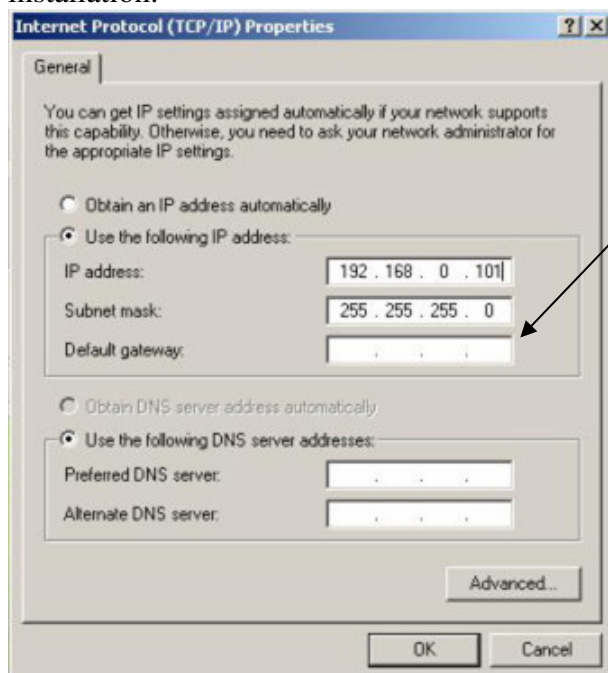 installation.
Internet Protocol (TCP/IP) Properties ? X
General
You can get IP settings assigned automatically if your network supports
this capability. Otherwise, you need to ask your network administrator for
the appropriate IP settings.
Obtain an IP address automatically
Use the following IP address:
IP address: 192 . 168 . 0 . 101
Subnet mask: 255 . 255 . 255 . 0
Default gateway: . . .
Obtain DNS server address automatically
Use the following DNS server addresses:
Preferred DNS server: . . .
Alternate DNS server: . . .
Advanced...
OK Cancel